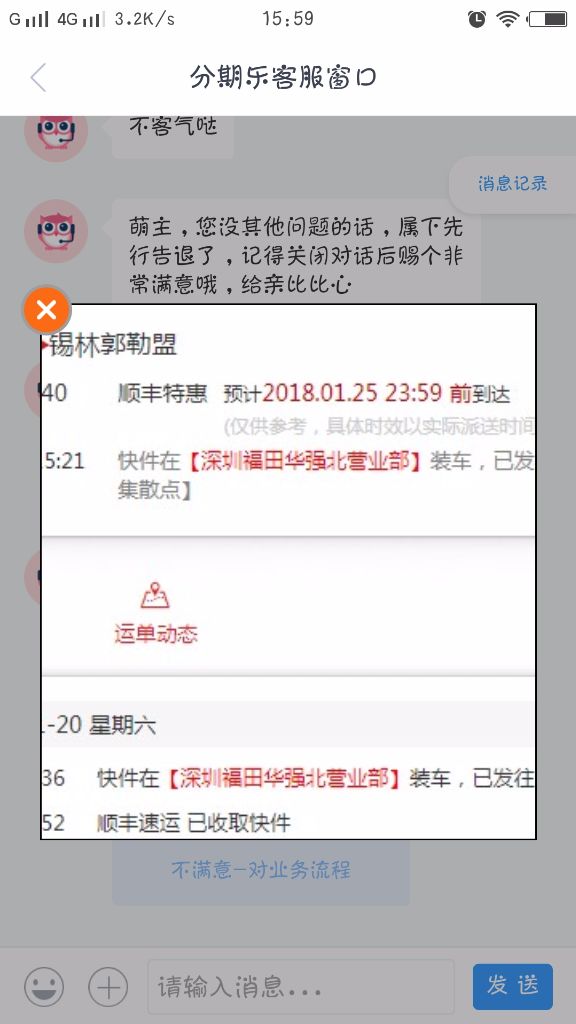 G 4G 3.2K/s 15:59
分期乐客服窗口
不客气哒
消息记录
萌主，您没其他问题的话，属下先
行告退了，记得关闭对话后赐个非
常满意哦，给亲比比心
锡林郭勒盟
40 顺丰特惠 预计2018.01.25 23:59 前到达
(仅供参考，具体时效以实际派送时间
5:21 快件在【深圳福田华强北营业部】装车，已发
集散点】
运单动态
-20 星期六
36 快件在【深圳福田华强北营业部】装车，已发往
52 顺丰速运 已收取快件
不满意-对业务流程
请输入消息...
发送